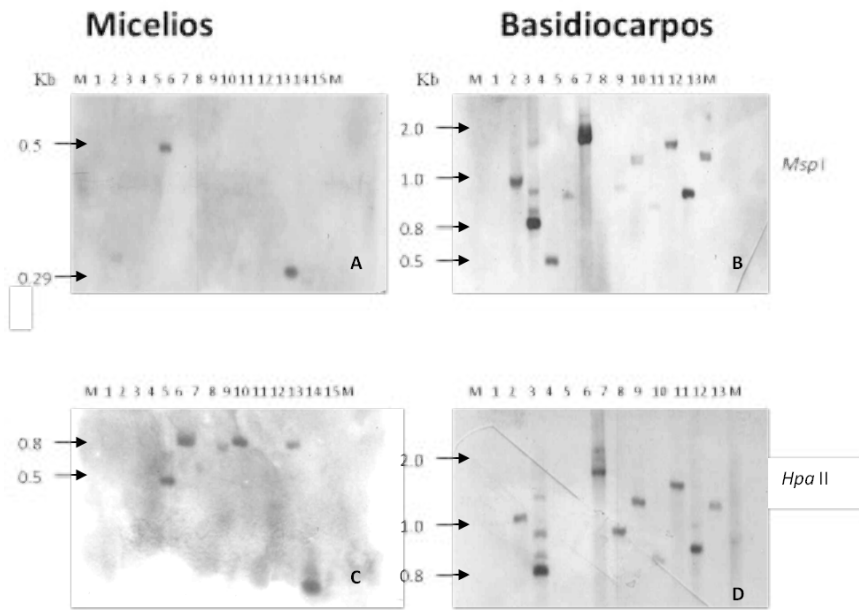 Micelios
Basidiocarpos
Kb M 1 2 3 4 5 6 7 8 9 10 11 12 13 14 15 M
Kb M 1 2 3 4 5 6 7 8 9 10 11 12 13 M
0.5
0.29
A
2.0
1.0
0.8
0.5
B
Msp I
M 1 2 3 4 5 6 7 8 9 10 11 12 13 14 15 M
M 1 2 3 4 5 6 7 8 9 10 11 12 13 M
0.8
0.5
C
2.0
1.0
0.8
D
Hpa II